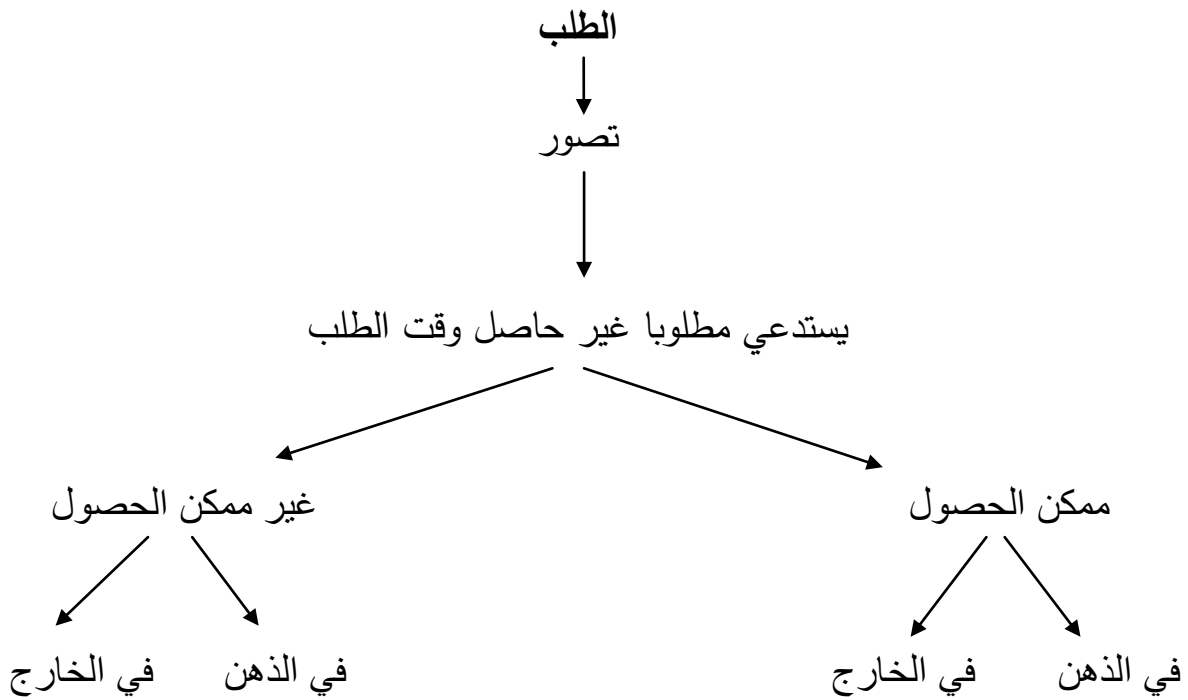 الطلب
تصور
يستدعي مطلوبا غير حاصل وقت الطلب
ممكن الحصول
غير ممكن الحصول
في الذهن
في الخارج
في الذهن
في الخارج